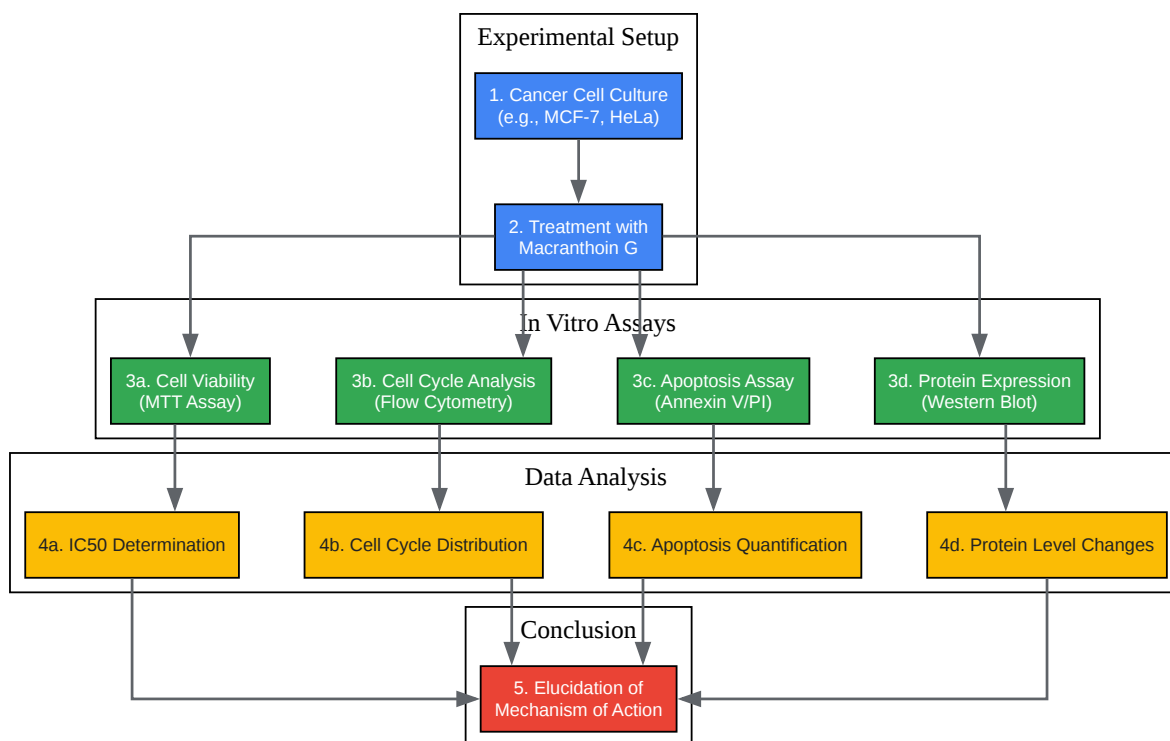 Experimental Setup
1. Cancer Cell Culture
(e.g., MCF-7, HeLa)
2. Treatment with
Macranthoin G
In Vitro Assays
3a. Cell Viability
(MTT Assay)
3b. Cell Cycle Analysis
(Flow Cytometry)
3c. Apoptosis Assay
(Annexin V/PI)
3d. Protein Expression
(Western Blot)
Data Analysis
4a. IC50 Determination
4b. Cell Cycle Distribution
4c. Apoptosis Quantification
4d. Protein Level Changes
Conclusion
5. Elucidation of
Mechanism of Action